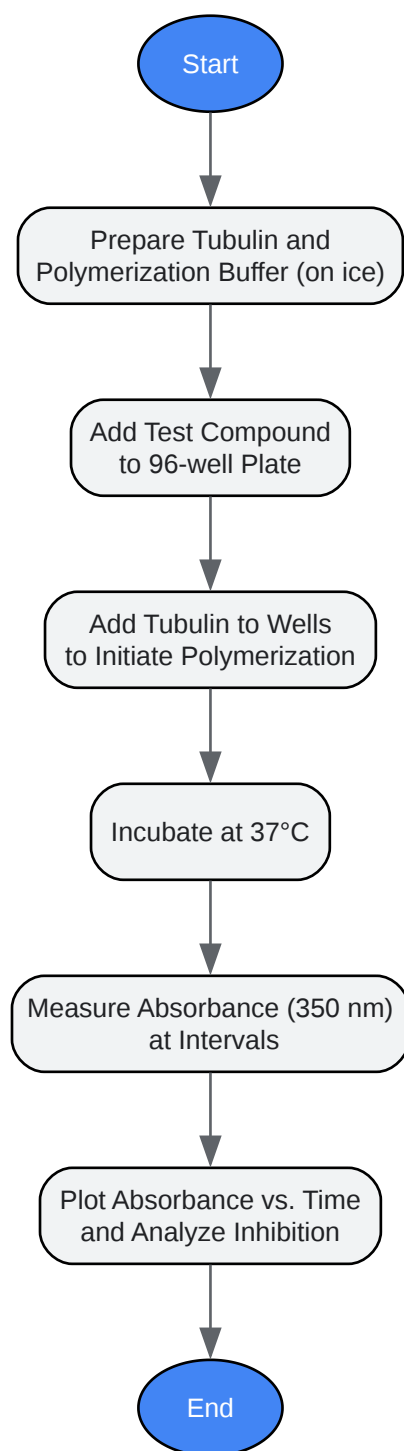 Start
Prepare Tubulin and
Polymerization Buffer (on ice)
Add Test Compound
to 96-well Plate
Add Tubulin to Wells
to Initiate Polymerization
Incubate at 37°C
Measure Absorbance (350 nm)
at Intervals
Plot Absorbance vs. Time
and Analyze Inhibition
End